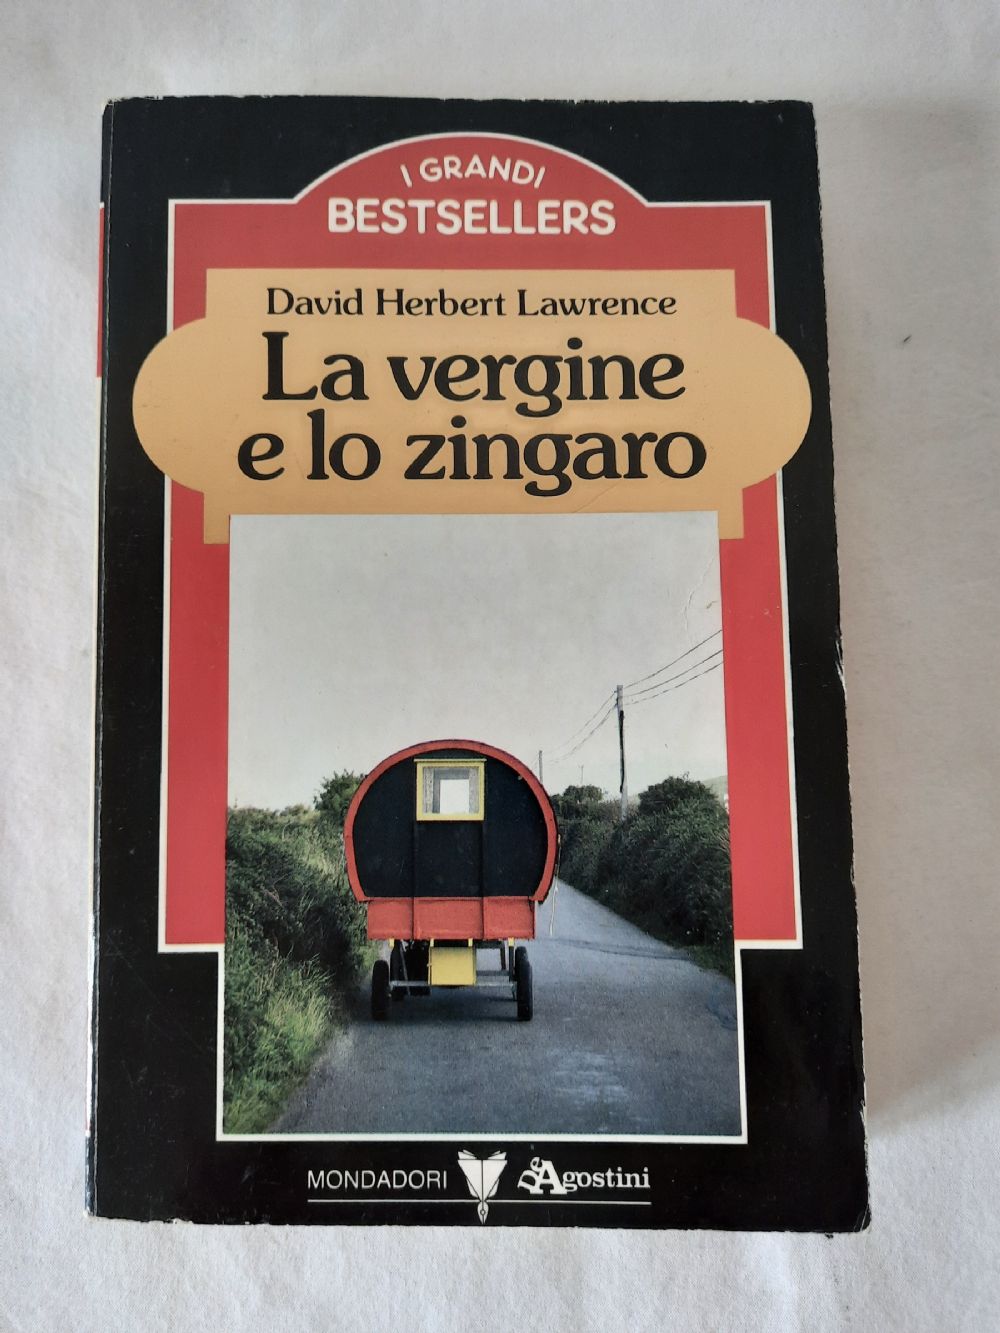 I GRANDI
BESTSELLERS
David Herbert Lawrence
La vergine
e lo zingaro
MONDADORI DeAgostini